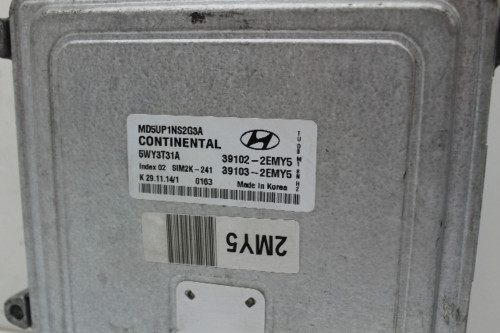 MD5UP1NS2G3A
CONTINENTAL
5WY3T31A
39102-2EMY5
Index 02 SIM2K-241
39103-2EMY5
K 29.11.14/1 0163 Made in Korea
2MY5